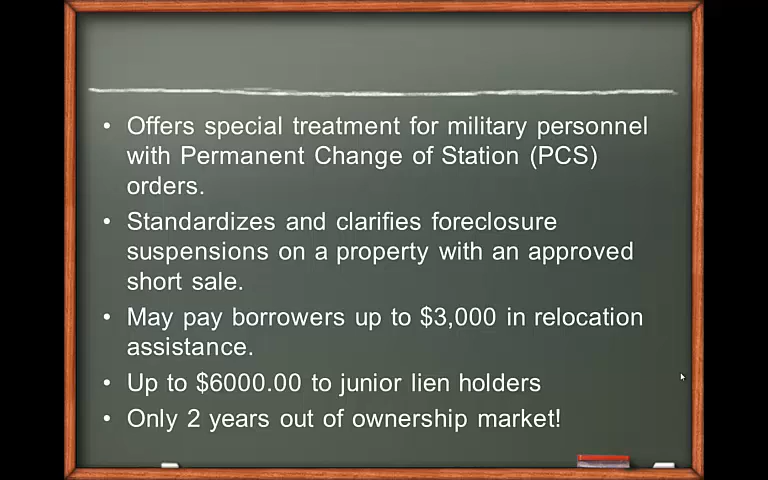 • Offers special treatment for military personnel
with Permanent Change of Station (PCS)
orders.
• Standardizes and clarifies foreclosure
suspensions on a property with an approved
short sale.
• May pay borrowers up to $3,000 in relocation
assistance.
• Up to $6000.00 to junior lien holders
• Only 2 years out of ownership market!